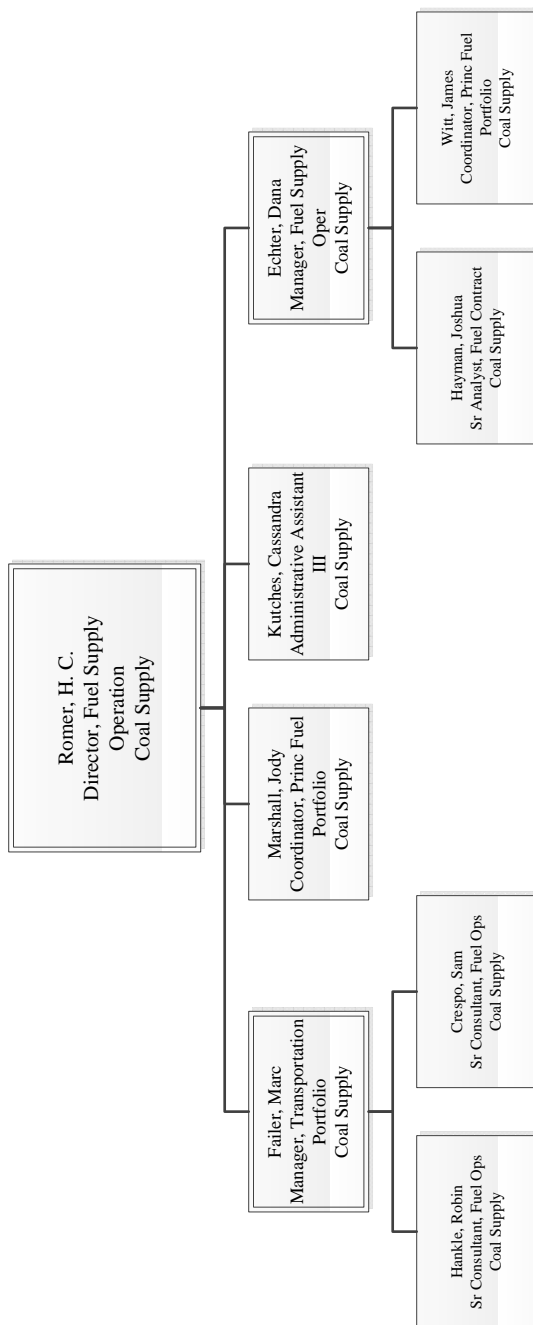 Romer, H. C.
Director, Fuel Supply
Operation
Coal Supply
Failer, Marc
Manager, Transportation
Portfolio
Coal Supply
Marshall, Jody
Coordinator, Princ Fuel
Portfolio
Coal Supply
Kutches, Cassandra
Administrative Assistant
III
Coal Supply
Echter, Dana
Manager, Fuel Supply
Oper
Coal Supply
Hankle, Robin
Sr Consultant, Fuel Ops
Coal Supply
Crespo, Sam
Sr Consultant, Fuel Ops
Coal Supply
Hayman, Joshua
Sr Analyst, Fuel Contract
Coal Supply
Witt, James
Coordinator, Princ Fuel
Portfolio
Coal Supply